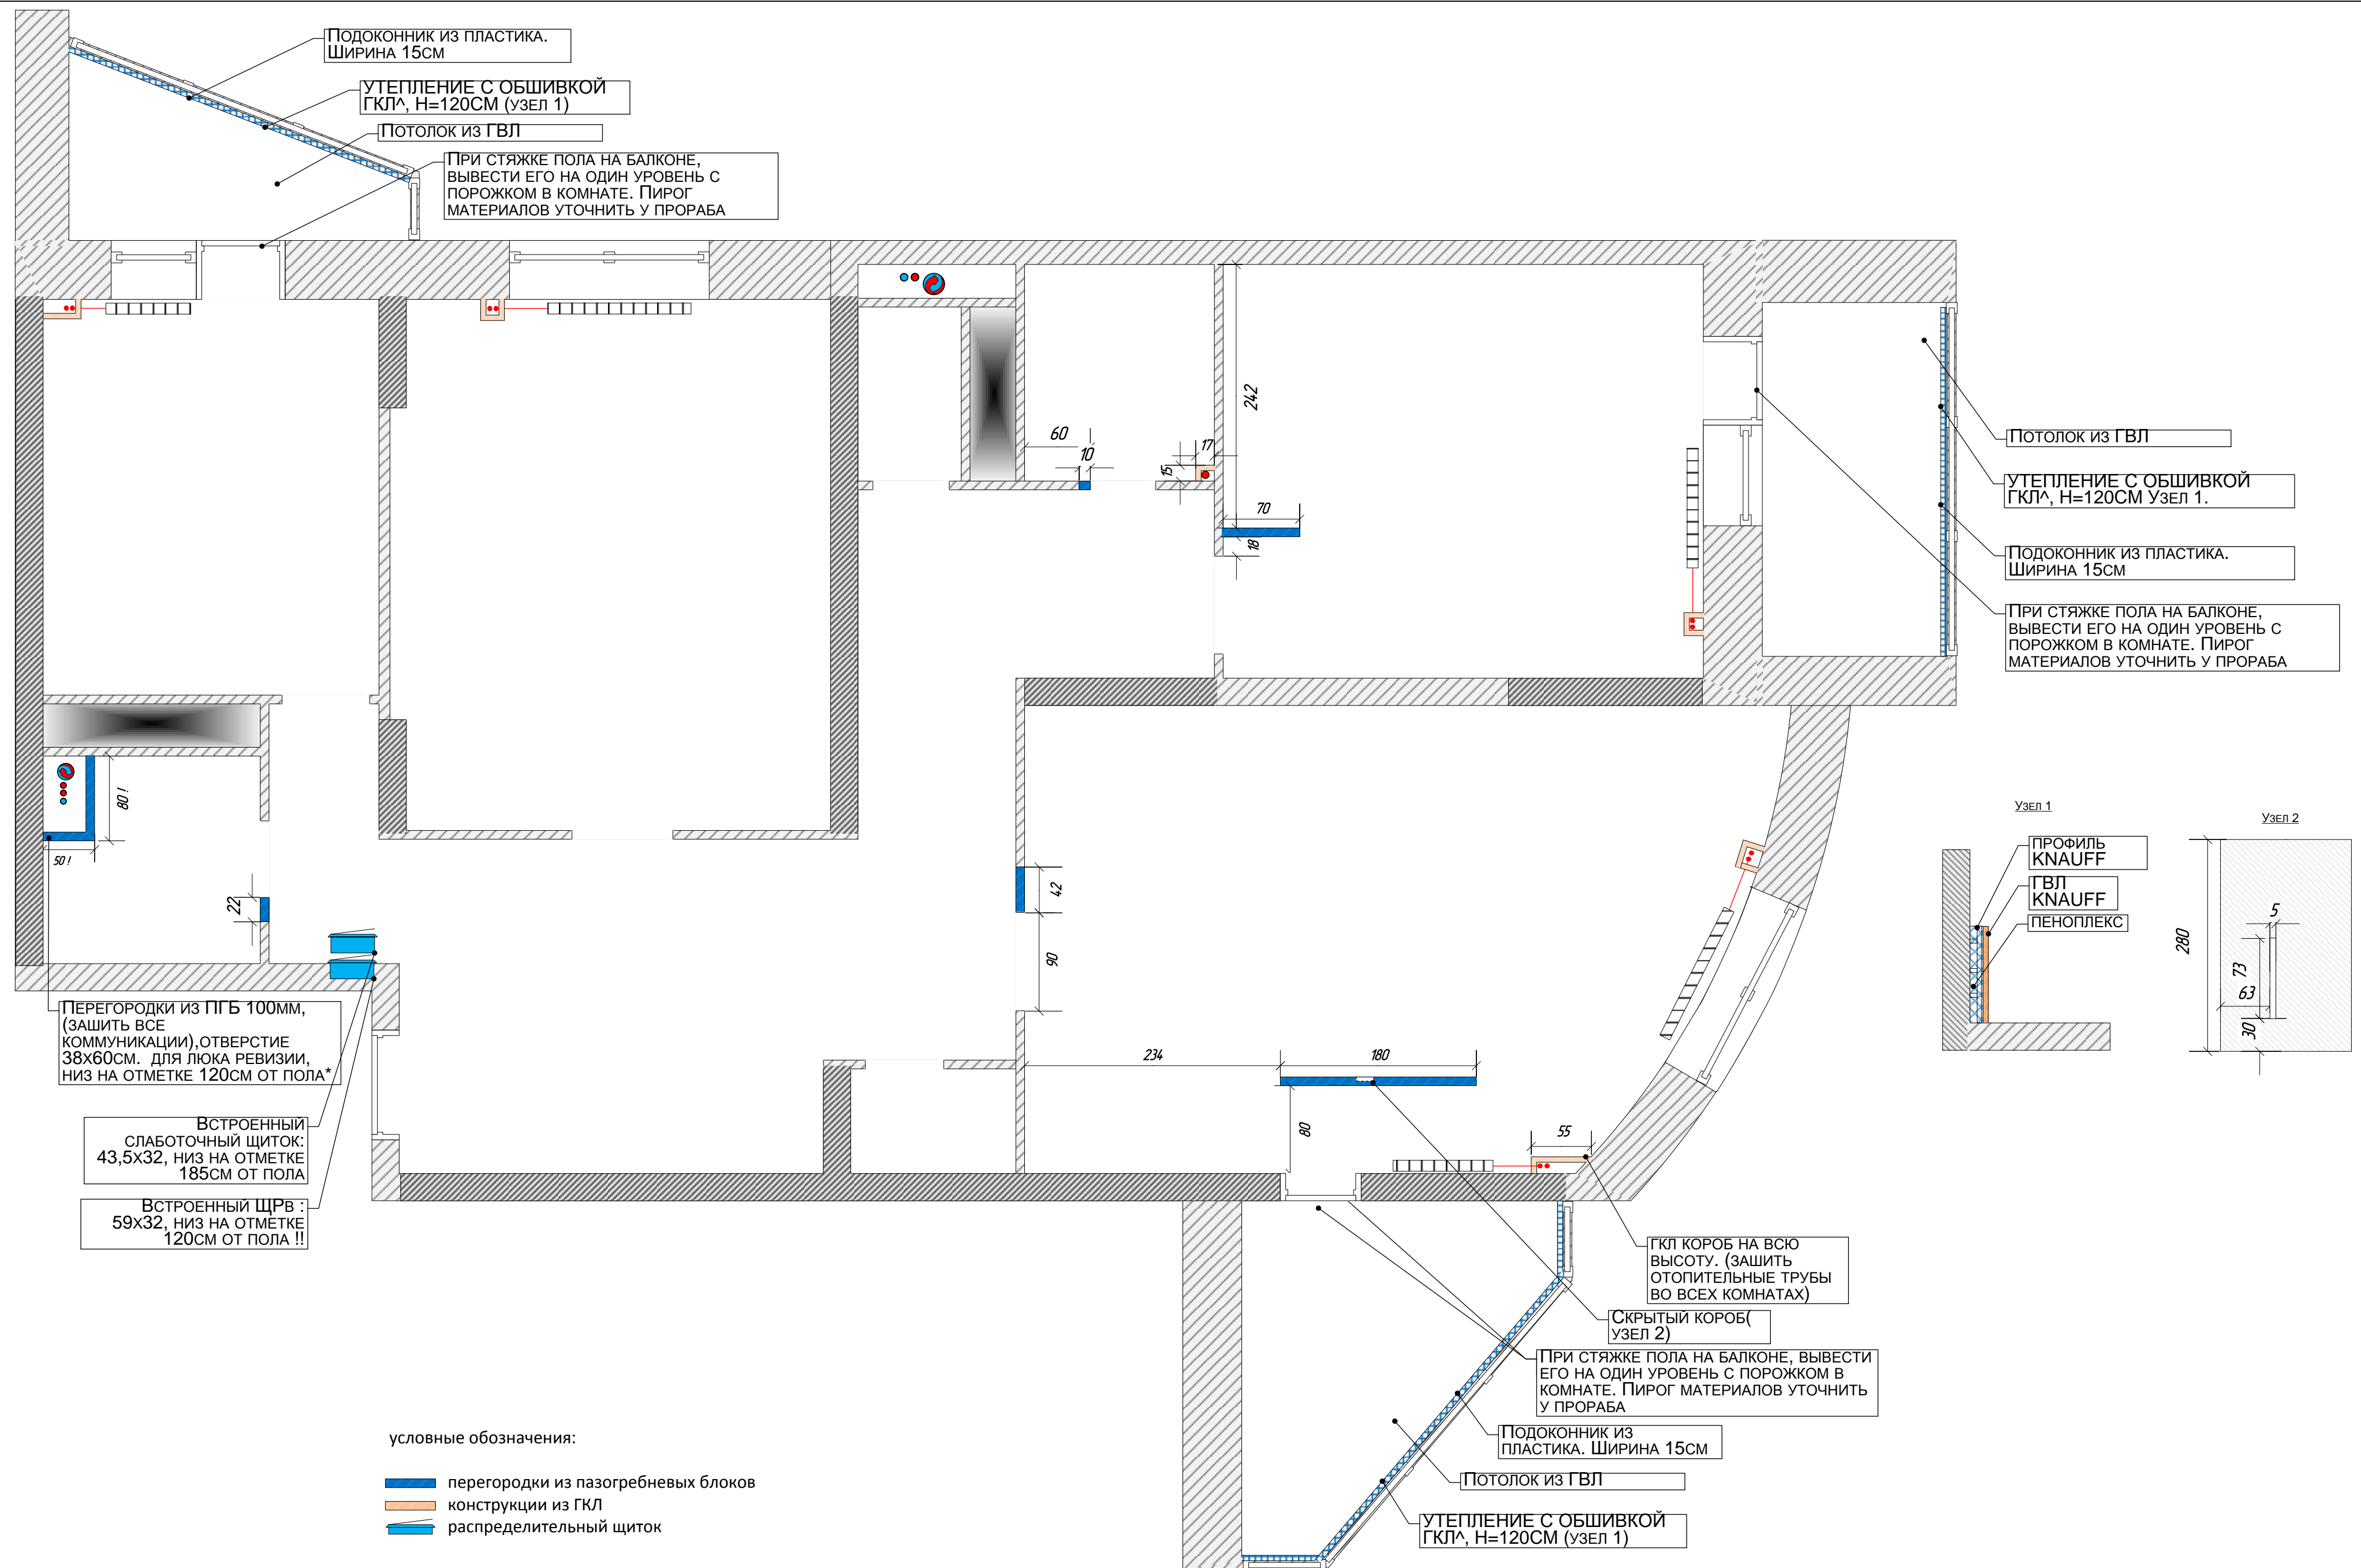 Подоконник из пластика.
Ширина 15см
утепление с обшивкой
ГКЛ^, Н=120СМ (узел 1)
Потолок из ГВЛ
При стяжке пола на балконе,
вывести его на один уровень с
порожком в комнате. Пирог
материалов уточнить у прораба
242
60
10
17
15
70
18
Потолок из ГВЛ
утепление с обшивкой
ГКЛ^, Н=120СМ Узел 1.
Подоконник из пластика.
Ширина 15см
При стяжке пола на балконе,
вывести его на один уровень с
порожком в комнате. Пирог
материалов уточнить у прораба
80!
50!
22
42
90
234
180
80
55
Узел 1
профиль
KNAUFF
ГВЛ
KNAUFF
пеноплекс
Узел 2
280
5
73
63
30
Перегородки из ПГБ 100мм,
(зашить все
коммуникации),отверстие
38х60см. для люка ревизии,
низ на отметке 120см от пола*
Встроенный
слаботочный щиток:
43,5х32, низ на отметке
185см от пола
Встроенный ЩРв :
59х32, низ на отметке
120см от пола !!
гкл короб на всю
высоту. (зашить
отопительные трубы
во всех комнатах)
Скрытый короб(
узел 2)
При стяжке пола на балконе, вывести
его на один уровень с порожком в
комнате. Пирог материалов уточнить
у прораба
Подоконник из
пластика. Ширина 15см
Потолок из ГВЛ
утепление с обшивкой
ГКЛ^, Н=120СМ (узел 1)
условные обозначения:
перегородки из пазогребневых блоков
конструкции из ГКЛ
распределительный щиток